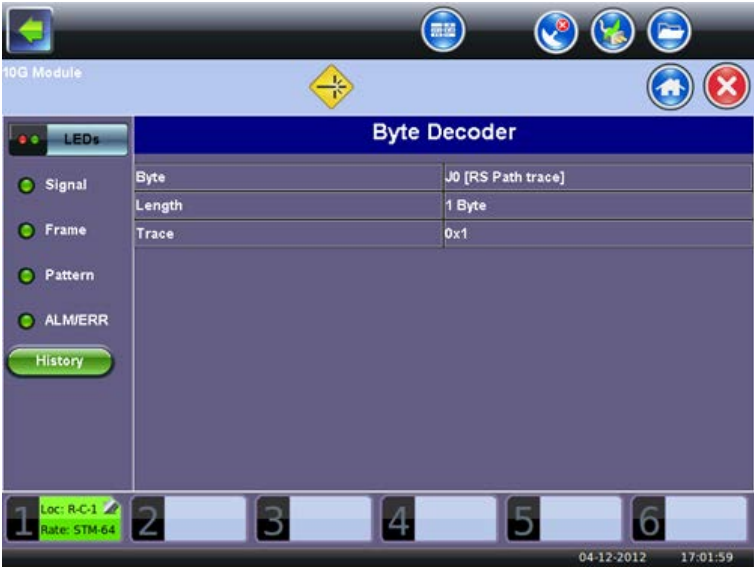 10G Module
LEDs
Byte Decoder
Signal
Frame
Pattern
ALM/ERR
History
Byte J0 [RS Path trace]
Length 1 Byte
Trace 0x1
1 Loc: R-C-1
Rate: STM-64
2 3 4 5 6
04-12-2012 17:01:59